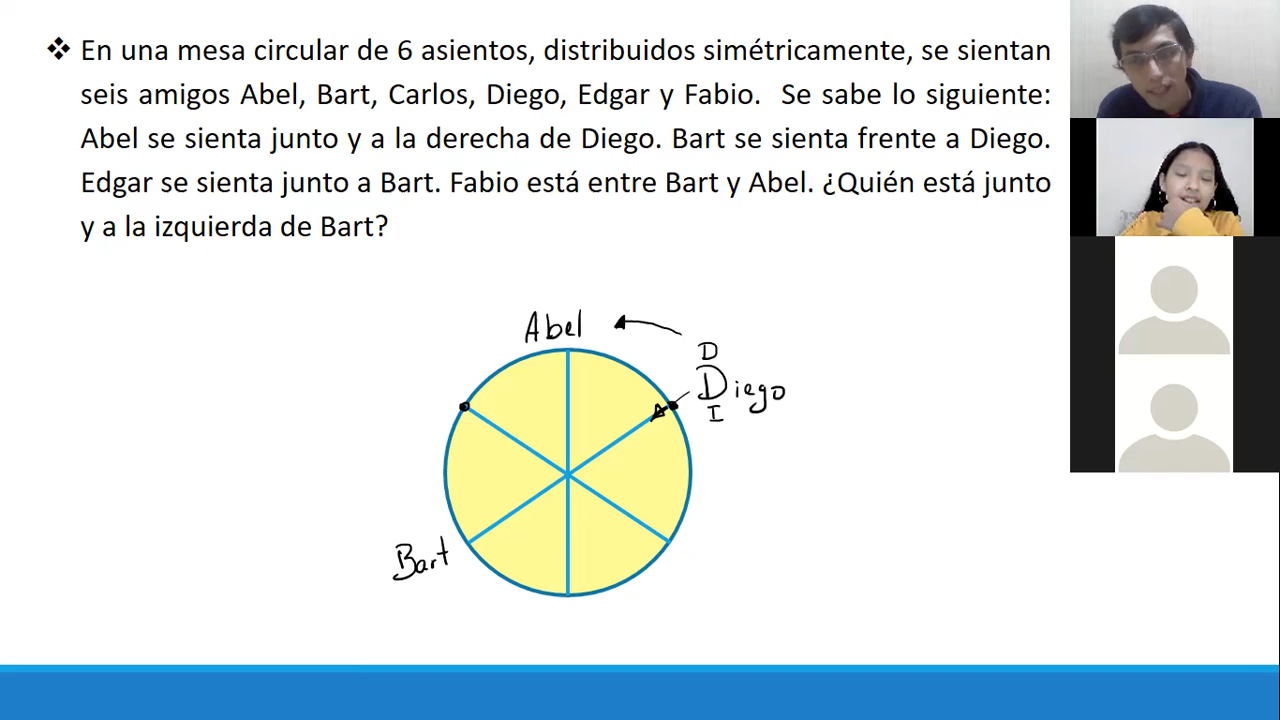 ❖ En una mesa circular de 6 asientos, distribuidos simétricamente, se sientan
seis amigos Abel, Bart, Carlos, Diego, Edgar y Fabio. Se sabe lo siguiente:
Abel se sienta junto y a la derecha de Diego. Bart se sienta frente a Diego.
Edgar se sienta junto a Bart. Fabio está entre Bart y Abel. ¿Quién está junto
y a la izquierda de Bart?
Abel
D
Diego
I
Bart